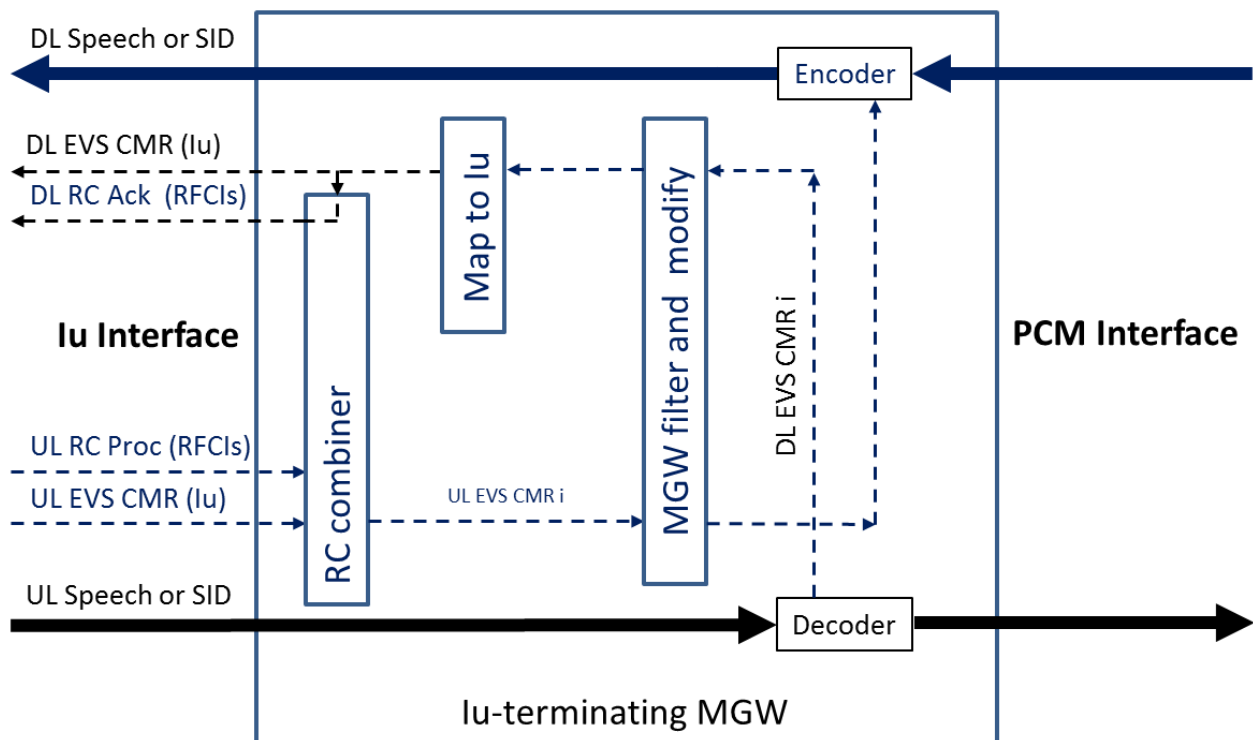 DL Speech or SID
Encoder
DL EVS CMR (Iu)
DL RC Ack (RFCIs)
Map to Iu
MGW filter and modify
DL EVS CMR i
Iu Interface
PCM Interface
RC combiner
UL RC Proc (RFCIs)
UL EVS CMR (Iu)
UL EVS CMR i
UL Speech or SID
Decoder
Iu-terminating MGW